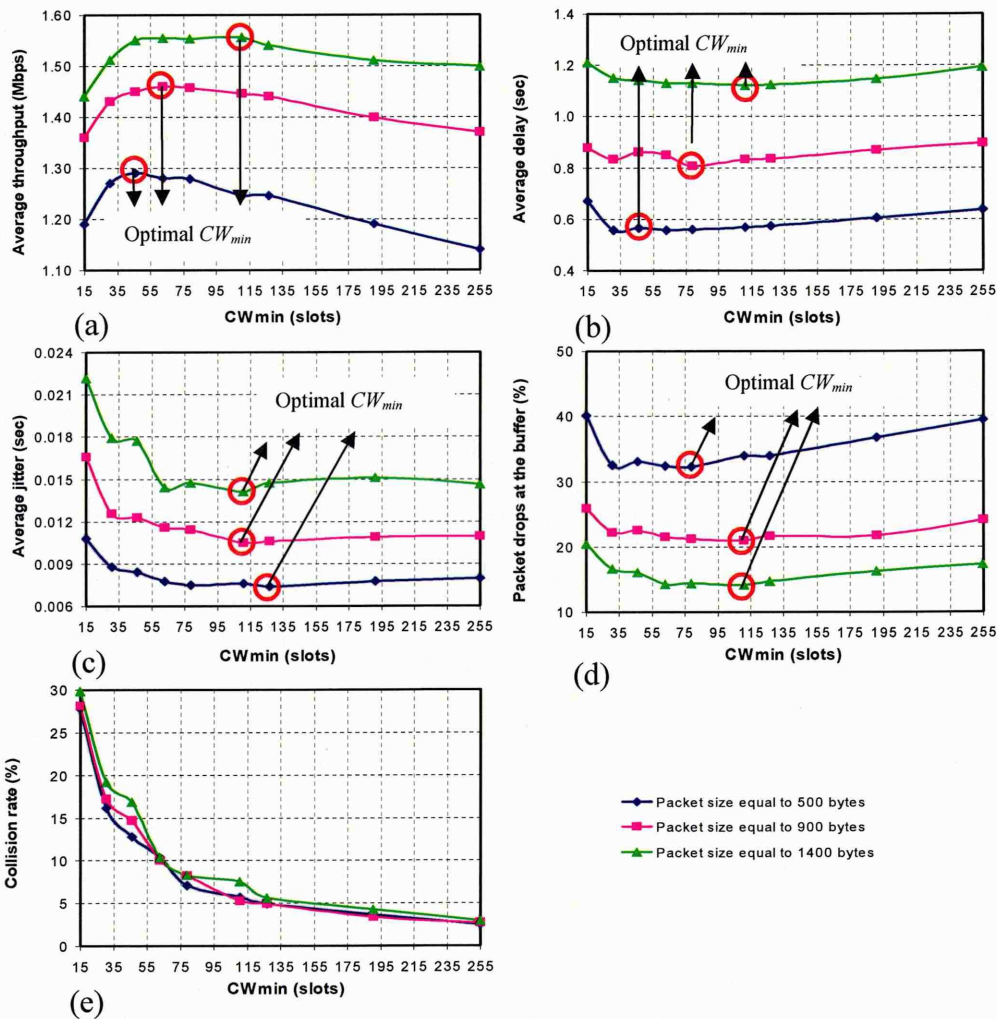 Average throughput (Mbps)
1.60
1.50
1.40
1.30
1.20
1.10
Optimal CWmin
15 35 55 75 95 115 135 155 175 195 215 235 255
CWmin (slots)
(a)
Average delay (sec)
1.4
1.2
1.0
0.8
0.6
0.4
Optimal CWmin
15 35 55 75 95 115 135 155 175 195 215 235 255
CWmin (slots)
(b)
Average jitter (sec)
0.024
0.021
0.018
0.015
0.012
0.009
0.006
Optimal CWmin
15 35 55 75 95 115 135 155 175 195 215 235 255
CWmin (slots)
(c)
Packet drops at the buffer (%)
50
40
30
20
10
Optimal CWmin
15 35 55 75 95 115 135 155 175 195 215 235 255
CWmin (slots)
(d)
Collision rate (%)
30
25
20
15
10
5
0
15 35 55 75 95 115 135 155 175 195 215 235 255
CWmin (slots)
(e)
Packet size equal to 500 bytes
Packet size equal to 900 bytes
Packet size equal to 1400 bytes